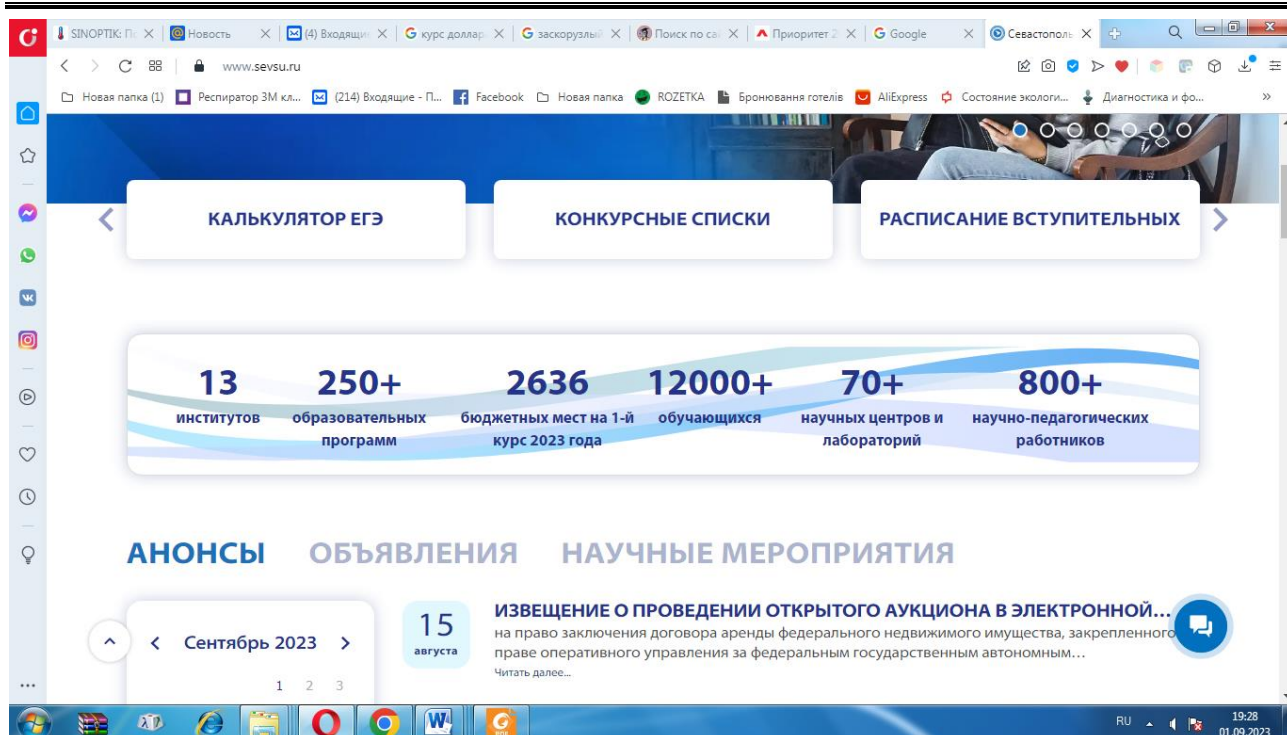 SINOPTIK: П
Новость
(4) Входящи
G курс доллар
G заскорузлый
Поиск по са
Приоритет 2
G Google
Севастополь
www.sevsu.ru
Новая папка (1)
Респиратор 3М кл...
(214) Входящие - П...
Facebook
Новая папка
ROZETKA
Бронювання готелів
AliExpress
Состояние экологи...
Диагностика и фо...
КАЛЬКУЛЯТОР ЕГЭ
КОНКУРСНЫЕ СПИСКИ
РАСПИСАНИЕ ВСТУПИТЕЛЬНЫХ
13
институтов
250+
образовательных
программ
2636
бюджетных мест на 1-й
курс 2023 года
12000+
обучающихся
70+
научных центров и
лабораторий
800+
научно-педагогических
работников
АНОНСЫ
ОБЪЯВЛЕНИЯ
НАУЧНЫЕ МЕРОПРИЯТИЯ
Сентябрь 2023
1 2 3
15
августа
ИЗВЕЩЕНИЕ О ПРОВЕДЕНИИ ОТКРЫТОГО АУКЦИОНА В ЭЛЕКТРОННОЙ...
на право заключения договора аренды федерального недвижимого имущества, закрепленного
праве оперативного управления за федеральным государственным автономным...
Читать далее...
RU
19:28
01.09.2023